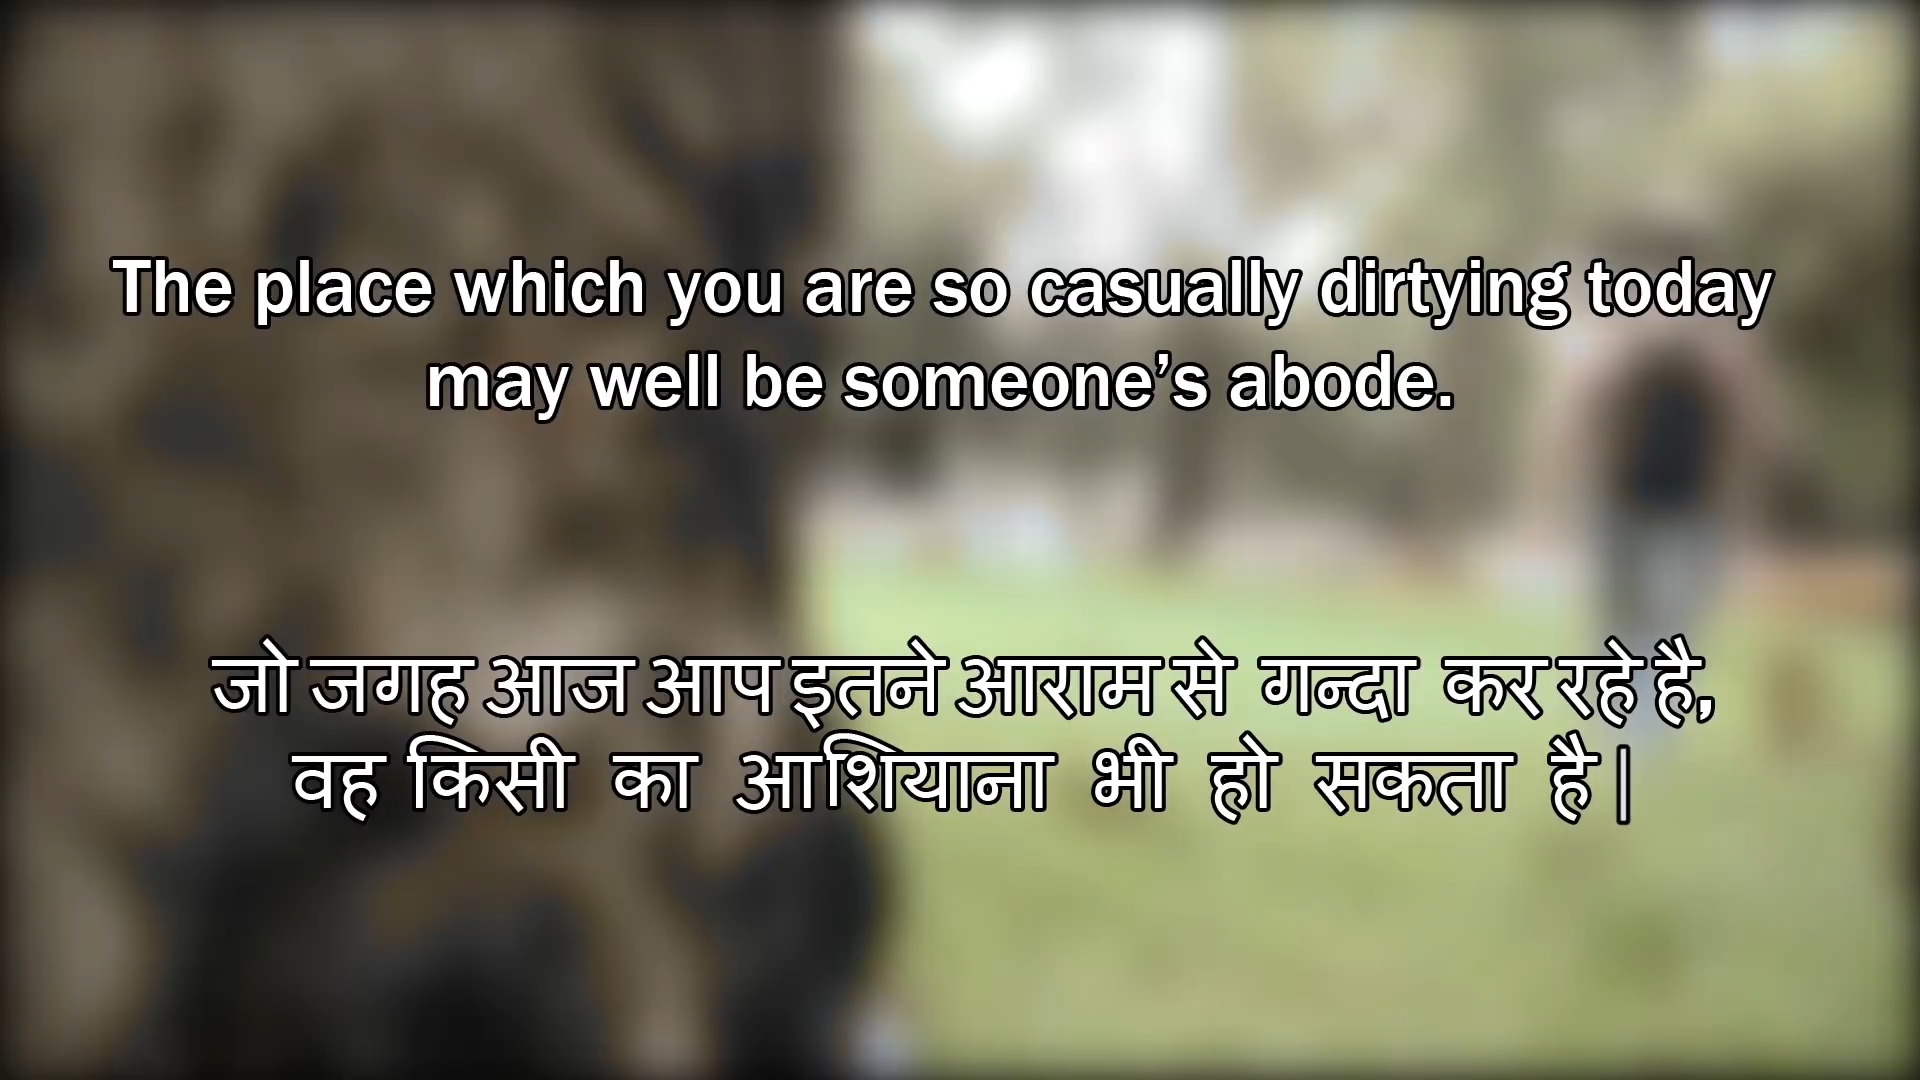 The place which you are so casually dirtying today
may well be someone’s abode.
जो जगह आज आप इतने आराम से गन्दा कर रहे है,
वह किसी का आशियाना भी हो सकता है|